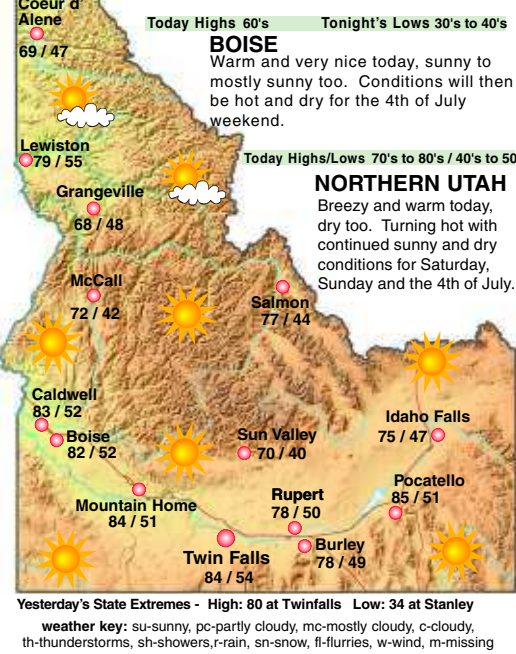 Coeur d'
Alene
69 / 47
Today Highs 60's Tonight's Lows 30's to 40's
BOISE
Warm and very nice today, sunny to
mostly sunny too. Conditions will then
be hot and dry for the 4th of July
weekend.
Lewiston
79 / 55
Today Highs/Lows 70's to 80's / 40's to 50
NORTHERN UTAH
Breezy and warm today,
dry too. Turning hot with
continued sunny and dry
conditions for Saturday,
Sunday and the 4th of July.
Grangeville
68 / 48
McCall
72 / 42
Salmon
77 / 44
Caldwell
83 / 52
Boise
82 / 52
Sun Valley
70 / 40
Idaho Falls
75 / 47
Mountain Home
84 / 51
Rupert
78 / 50
Pocatello
85 / 51
Twin Falls
84 / 54
Burley
78 / 49
Yesterday's State Extremes - High: 80 at Twinfalls Low: 34 at Stanley
weather key: su-sunny, pc-partly cloudy, mc-mostly cloudy, c-cloudy,
th-thunderstorms, sh-showers,r-rain, sn-snow, fl-flurries, w-wind, m-missing